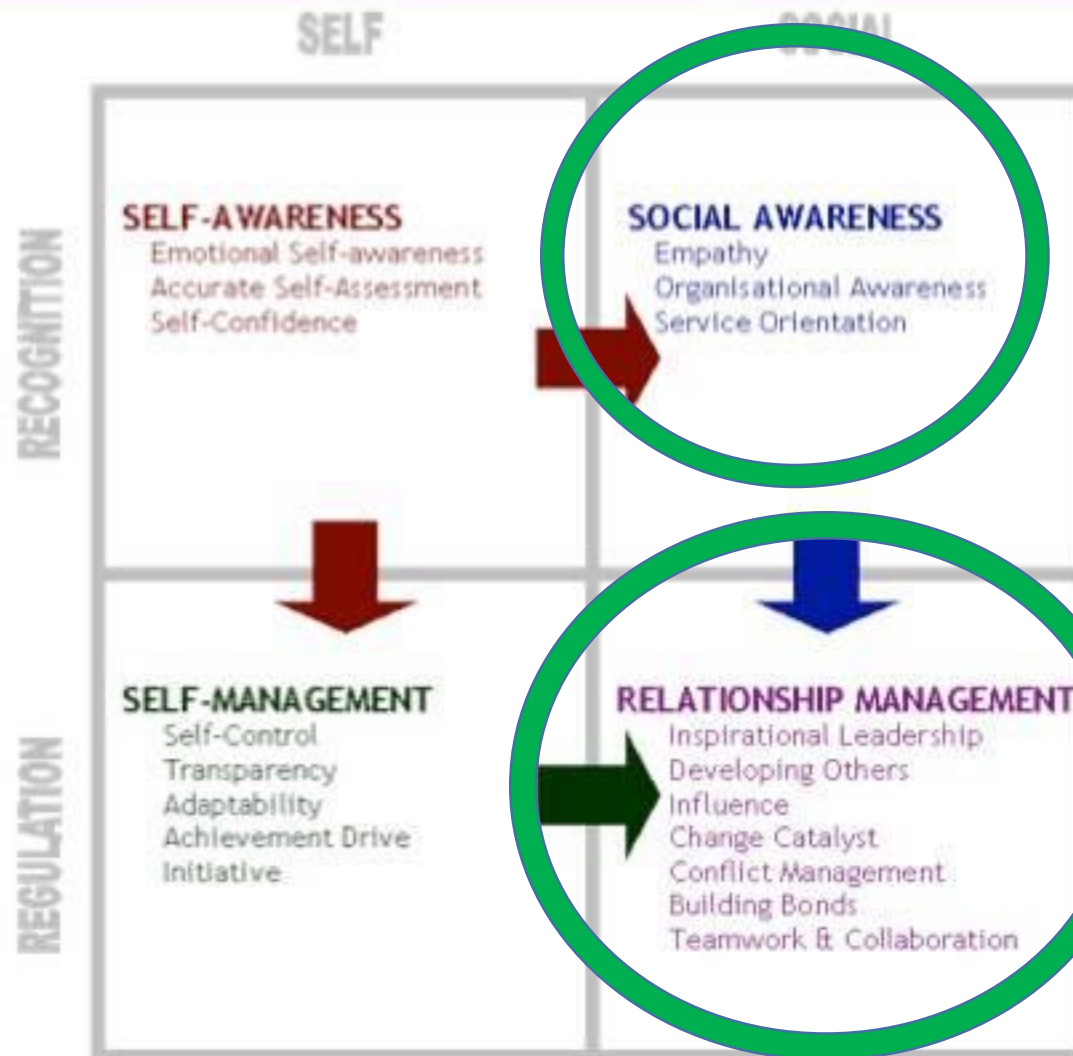 SELF
SOCIAL
RECOGNITION
SELF-AWARENESS
Emotional Self-awareness
Accurate Self-Assessment
Self-Confidence
SOCIAL AWARENESS
Empathy
Organisational Awareness
Service Orientation
REGULATION
SELF-MANAGEMENT
Self-Control
Transparency
Adaptability
Achievement Drive
Initiative
RELATIONSHIP MANAGEMENT
Inspirational Leadership
Developing Others
Influence
Change Catalyst
Conflict Management
Building Bonds
Teamwork & Collaboration